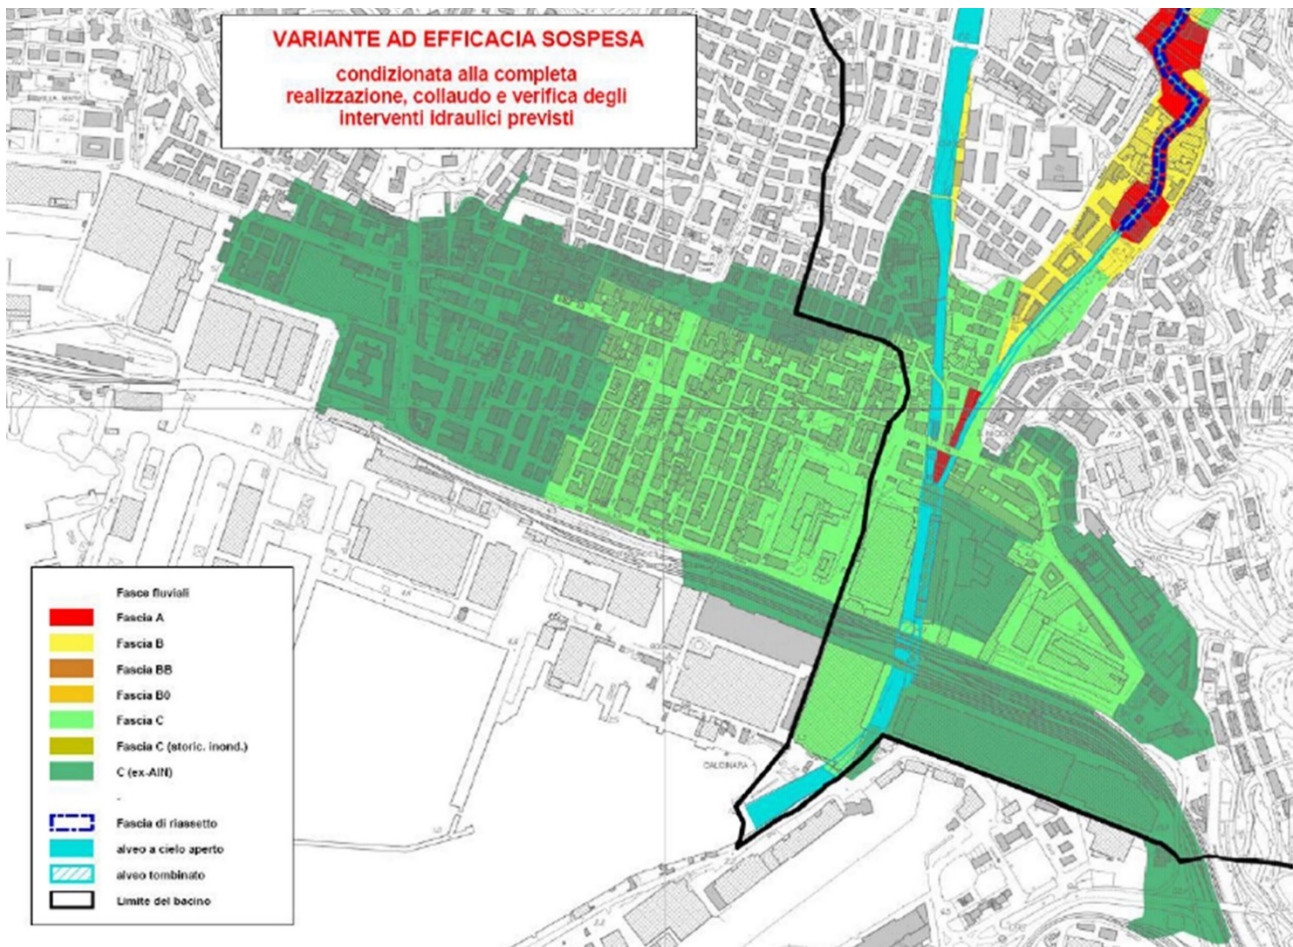 VARIANTE AD EFFICACIA SOSPESA
condizionata alla completa
realizzazione, collaudo e verifica degli
interventi idraulici previsti
CALCINARA
Fasce fluviali
Fascia A
Fascia B
Fascia BB
Fascia B0
Fascia C
Fascia C (storic. inond.)
C (ex-AIN)
Fascia di riassetto
alveo a cielo aperto
alveo tombinato
Limite del bacino